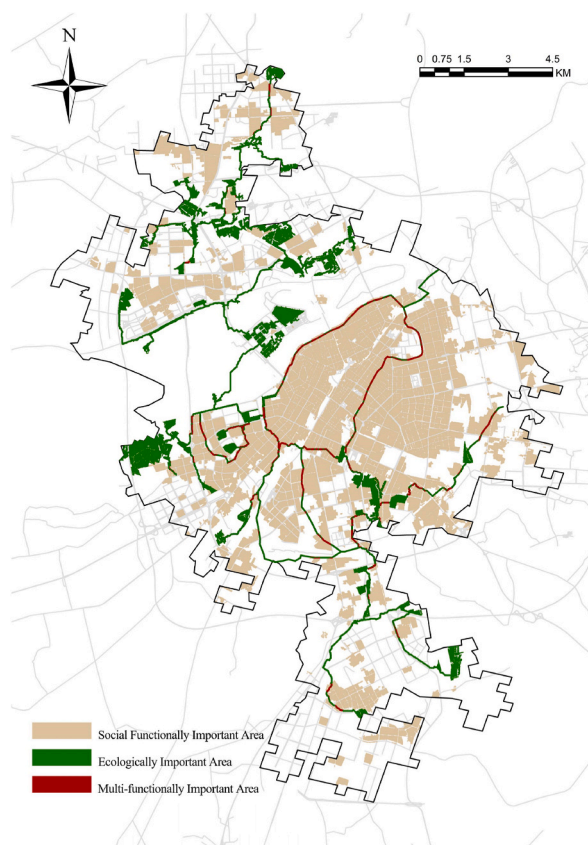 N
0 0.75 1.5 3 4.5
KM
Social Functionally Important Area
Ecologically Important Area
Multi-functionally Important Area